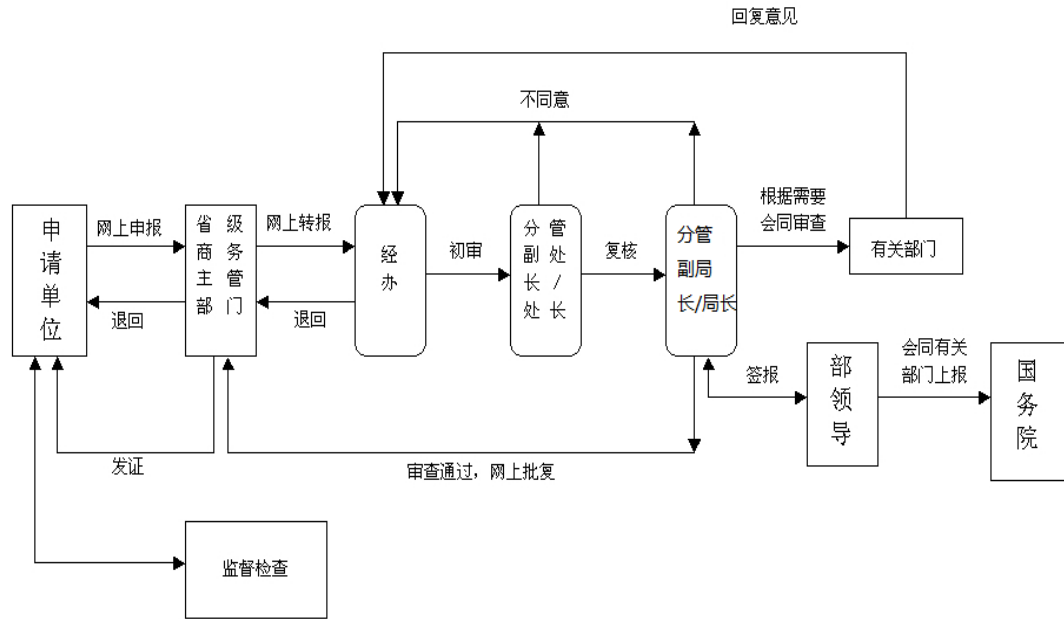 回复意见
不同意
申请单位
网上申报
退回
省级
商务
主管
部门
网上转报
退回
经办
初审
分管
副处
长/
处长
复核
分管
副局
长/局长
根据需要
会同审查
有关部门
签报
部领导
会同有关
部门上报
国务院
发证
审查通过，网上批复
监督检查